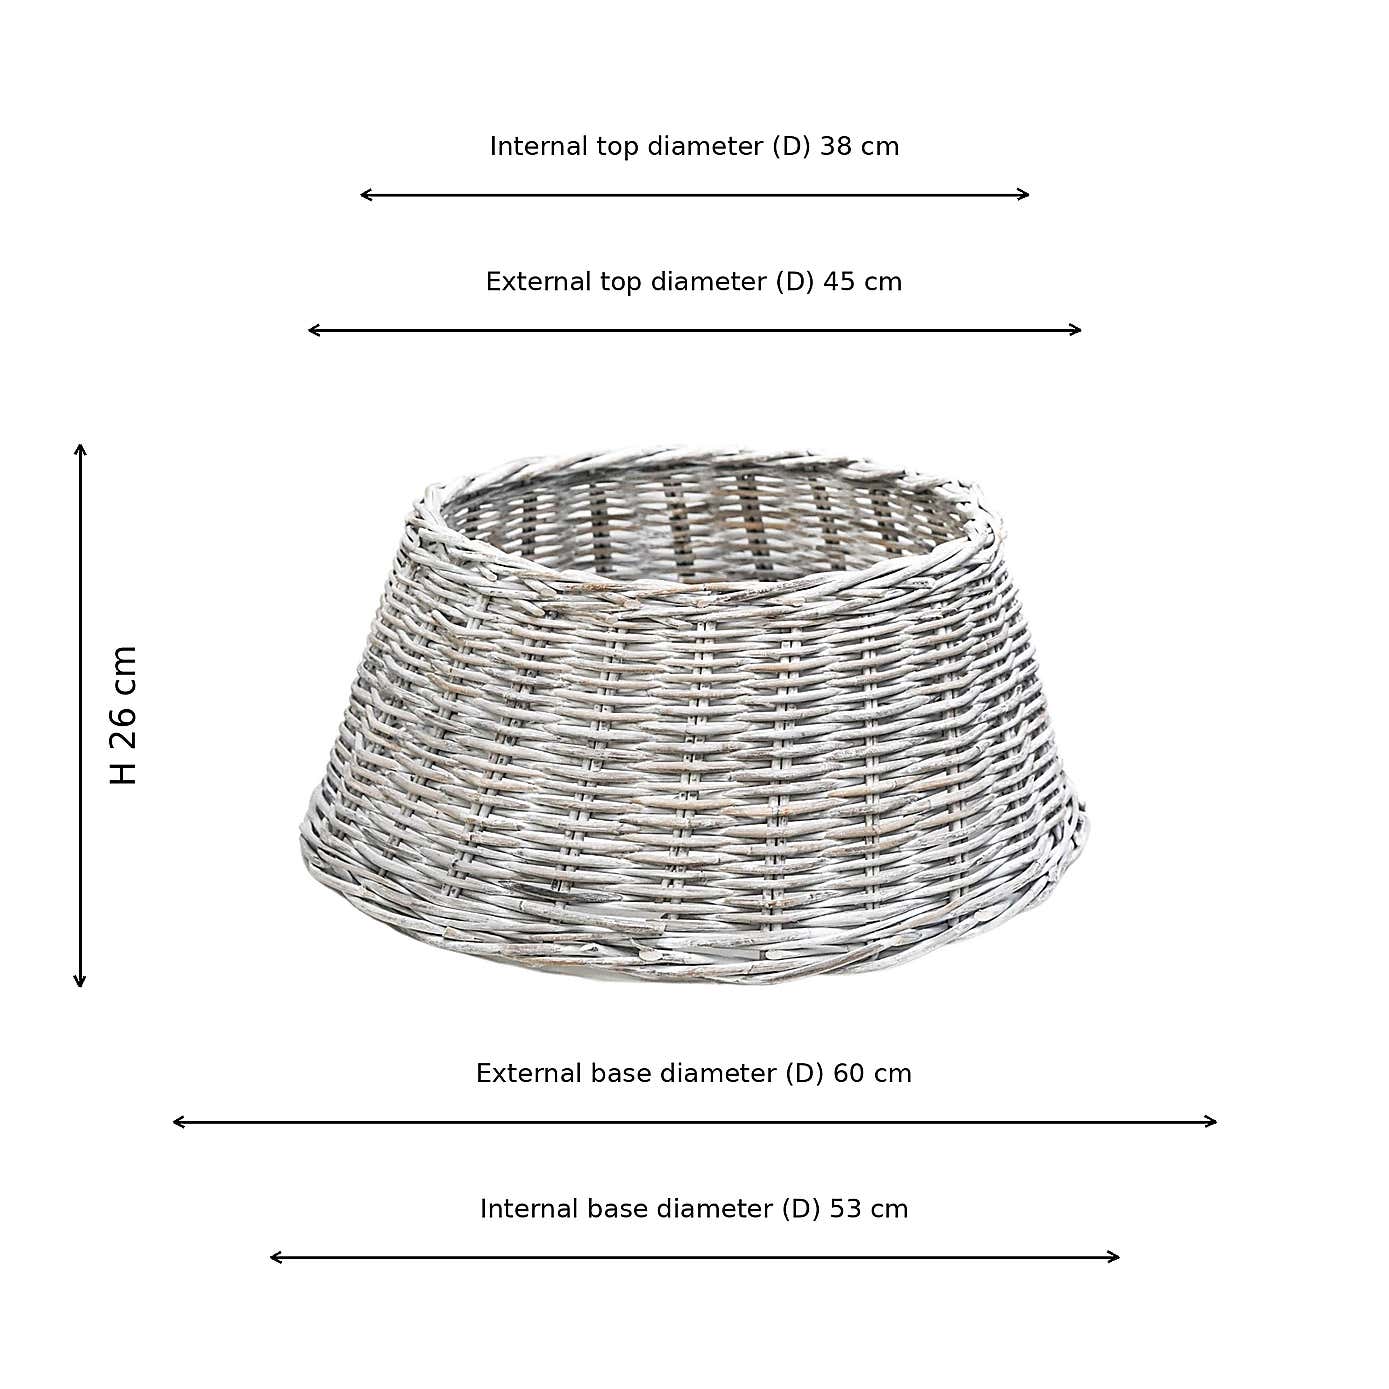 Internal top diameter (D) 38 cm
External top diameter (D) 45 cm
H 26 cm
External base diameter (D) 60 cm
Internal base diameter (D) 53 cm